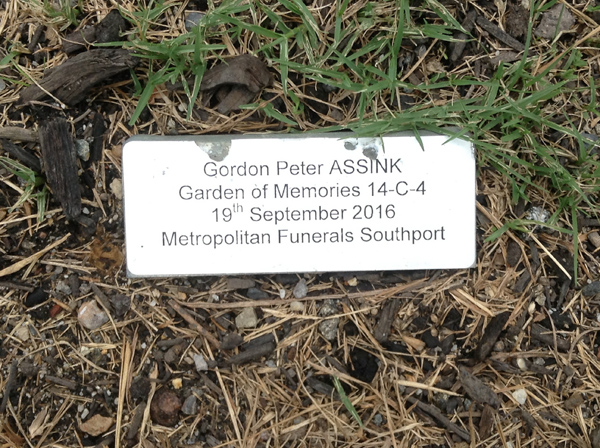 Gordon Peter ASSINK
Garden of Memories 14-C-4
19th September 2016
Metropolitan Funerals Southport